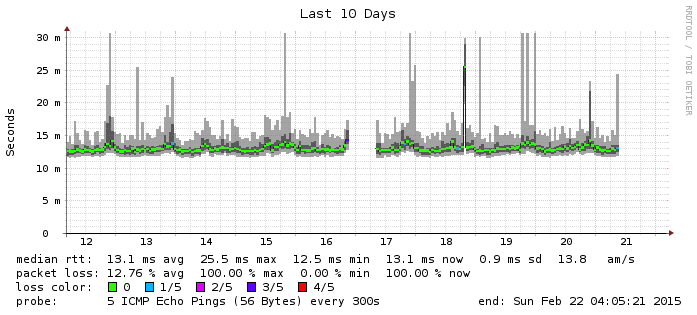 Last 10 Days
RRDTOOL / TOBI OETIKER
Seconds
30 m
25 m
20 m
15 m
10 m
5 m
0
12 13 14 15 16 17 18 19 20 21
median rtt: 13.1 ms avg 25.5 ms max 12.5 ms min 13.1 ms now 0.9 ms sd 13.8 am/s
packet loss: 12.76 % avg 100.00 % max 0.00 % min 100.00 % now
loss color: 0 1/5 2/5 3/5 4/5
probe: 5 ICMP Echo Pings (56 Bytes) every 300s end: Sun Feb 22 04:05:21 2015